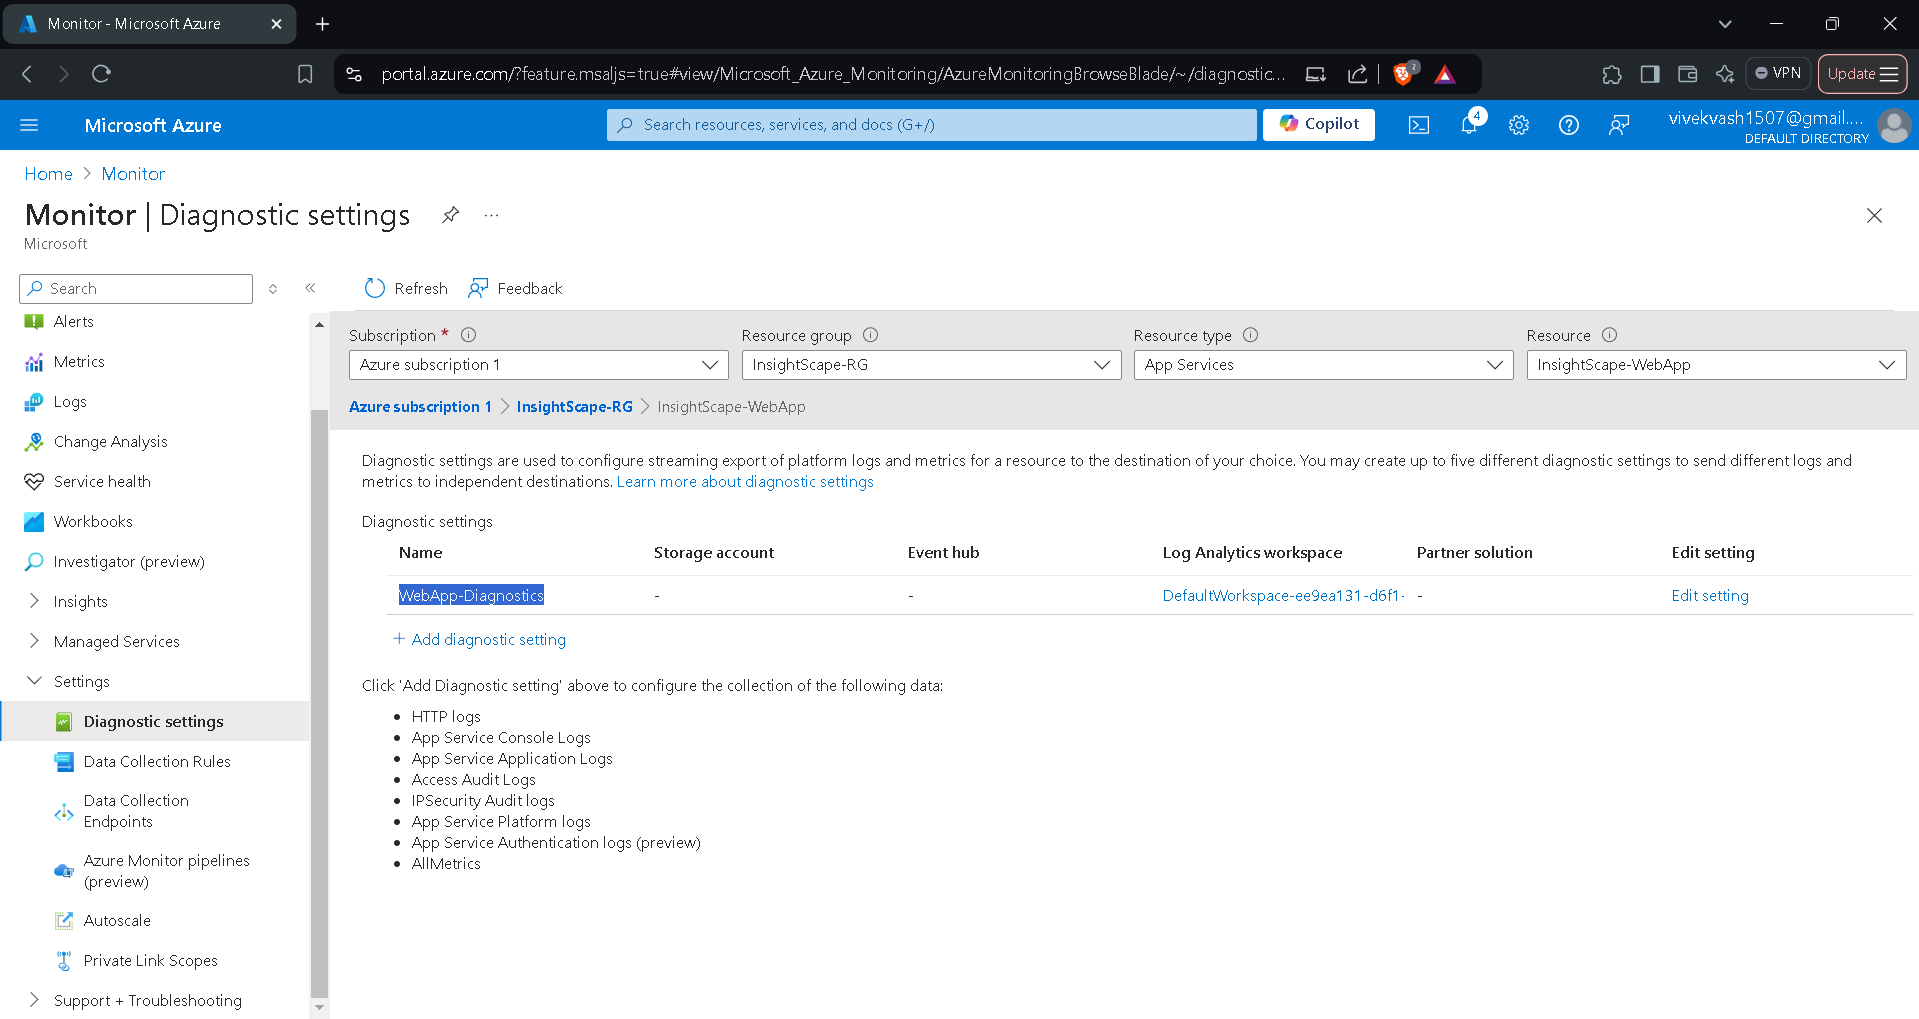 Monitor - Microsoft Azure
portal.azure.com/?feature.msaljs=true#view/Microsoft_Azure_Monitoring/AzureMonitoringBrowseBlade/~/diagnostic...
2
VPN
Update
Microsoft Azure
Search resources, services, and docs (G+/)
Copilot
4
vivekvash1507@gmail....
DEFAULT DIRECTORY
Home > Monitor
Monitor | Diagnostic settings
...
Microsoft
Search
Refresh
Feedback
Alerts
Metrics
Logs
Change Analysis
Service health
Workbooks
Investigator (preview)
Insights
Managed Services
Settings
Diagnostic settings
Data Collection Rules
Data Collection
Endpoints
Azure Monitor pipelines
(preview)
Autoscale
Private Link Scopes
Support + Troubleshooting
Subscription *
Resource group
Resource type
Resource
Azure subscription 1
InsightScape-RG
App Services
InsightScape-WebApp
Azure subscription 1 > InsightScape-RG > InsightScape-WebApp
Diagnostic settings are used to configure streaming export of platform logs and metrics for a resource to the destination of your choice. You may create up to five different diagnostic settings to send different logs and
metrics to independent destinations. Learn more about diagnostic settings
Diagnostic settings
Name Storage account Event hub Log Analytics workspace Partner solution Edit setting
WebApp-Diagnostics - - DefaultWorkspace-ee9ea131-d6f1- - Edit setting
+ Add diagnostic setting
Click 'Add Diagnostic setting' above to configure the collection of the following data:
• HTTP logs
• App Service Console Logs
• App Service Application Logs
• Access Audit Logs
• IPSecurity Audit logs
• App Service Platform logs
• App Service Authentication logs (preview)
• AllMetrics